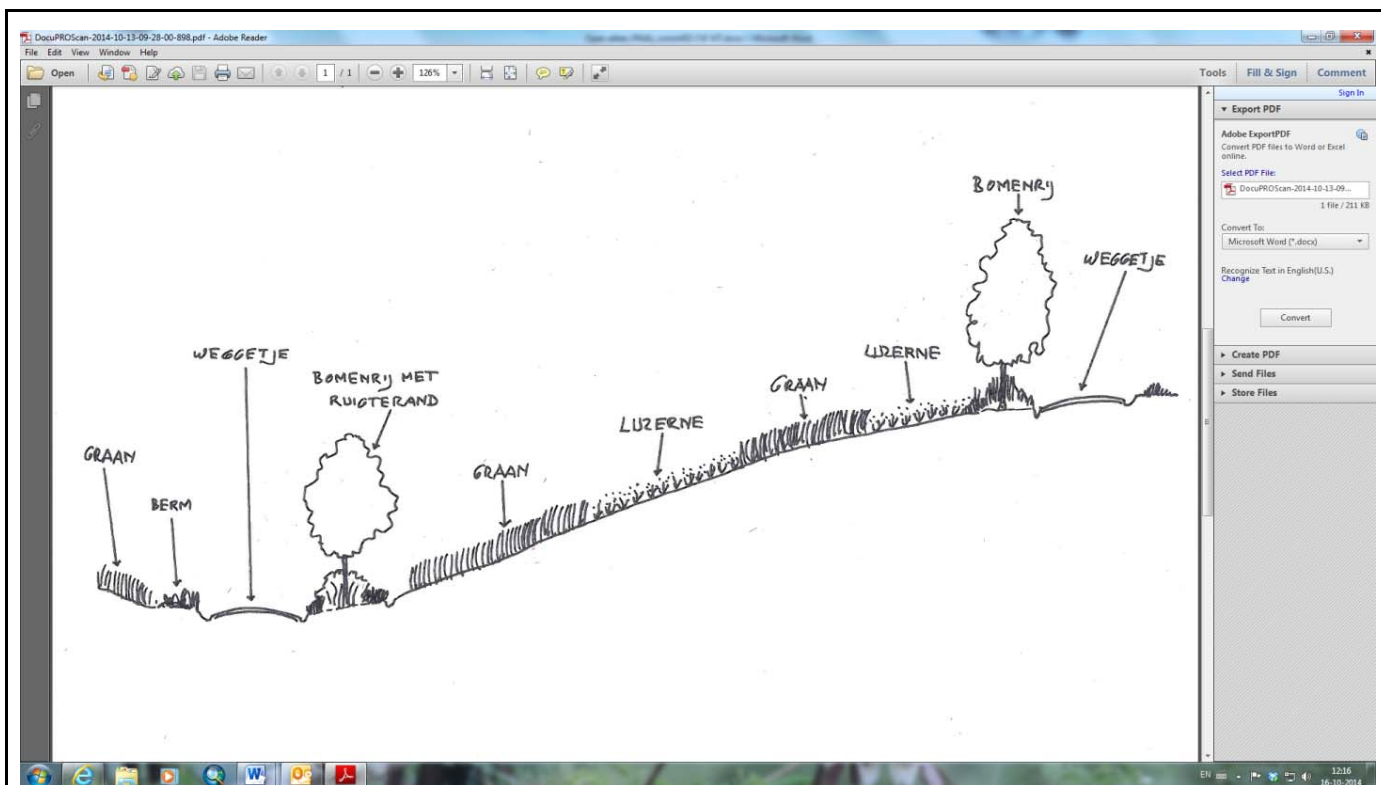 DocuPROScan-2014-10-13-09-28-00-898.pdf - Adobe Reader
File Edit View Window Help
Open 1 / 1 126% Tools Fill & Sign Comment
Sign In
Export PDF
Adobe ExportPDF
Convert PDF files to Word or Excel
online.
Select PDF File:
DocuPROScan-2014-10-13-09...
1 file / 211 KB
Convert To:
Microsoft Word (*.docx)
Recognize Text in English(U.S.)
Change
Convert
Create PDF
Send Files
Store Files
BOMENRIJ
WEGGETJE
LUZERNE
GRAAN
WEGGETJE
BOMENRIJ MET
RUIGTERAND
LUZERNE
GRAAN
GRAAN
BERM
EN
12:16
16-10-2014